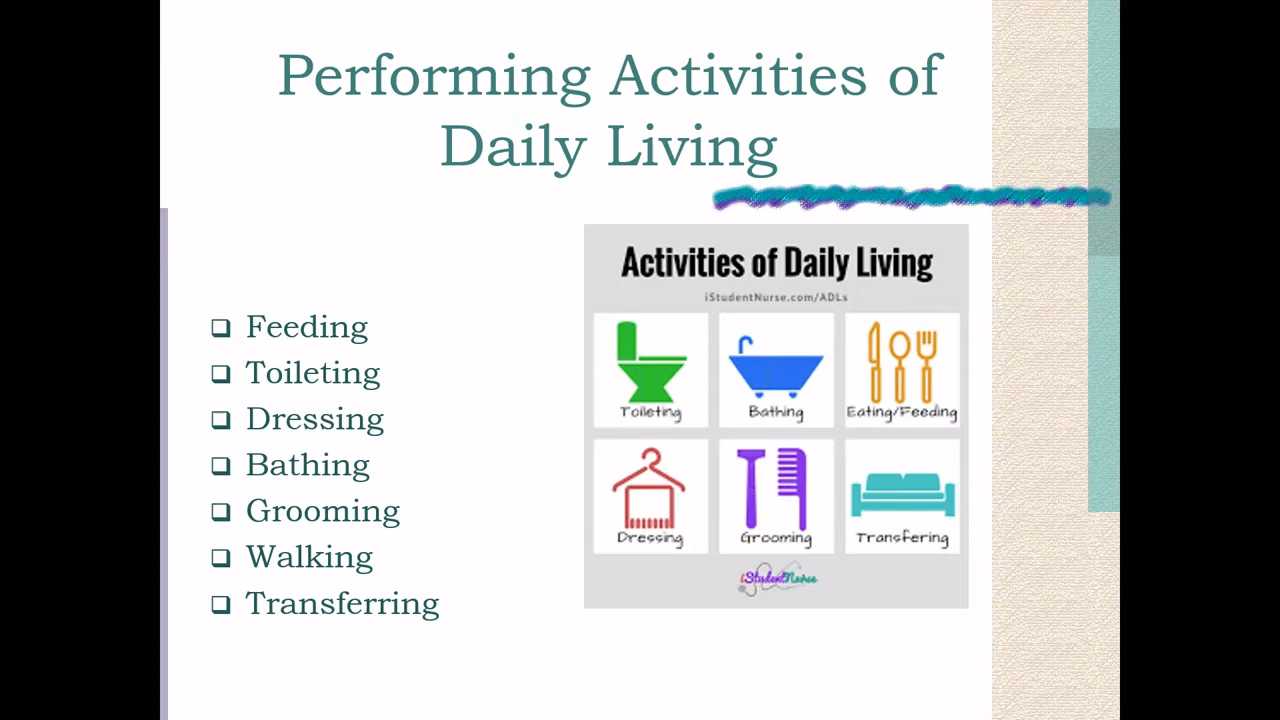 Performing Activities of
Daily Living
Feeding
Toileting
Dressing
Bathing
Grooming
Walking
Transferring
Activities of Daily Living
iStudentNurse.com/ADLs
Toileting
Bathing
Eating/Feeding
Dressing
Grooming
Transfering
iStudentNurse